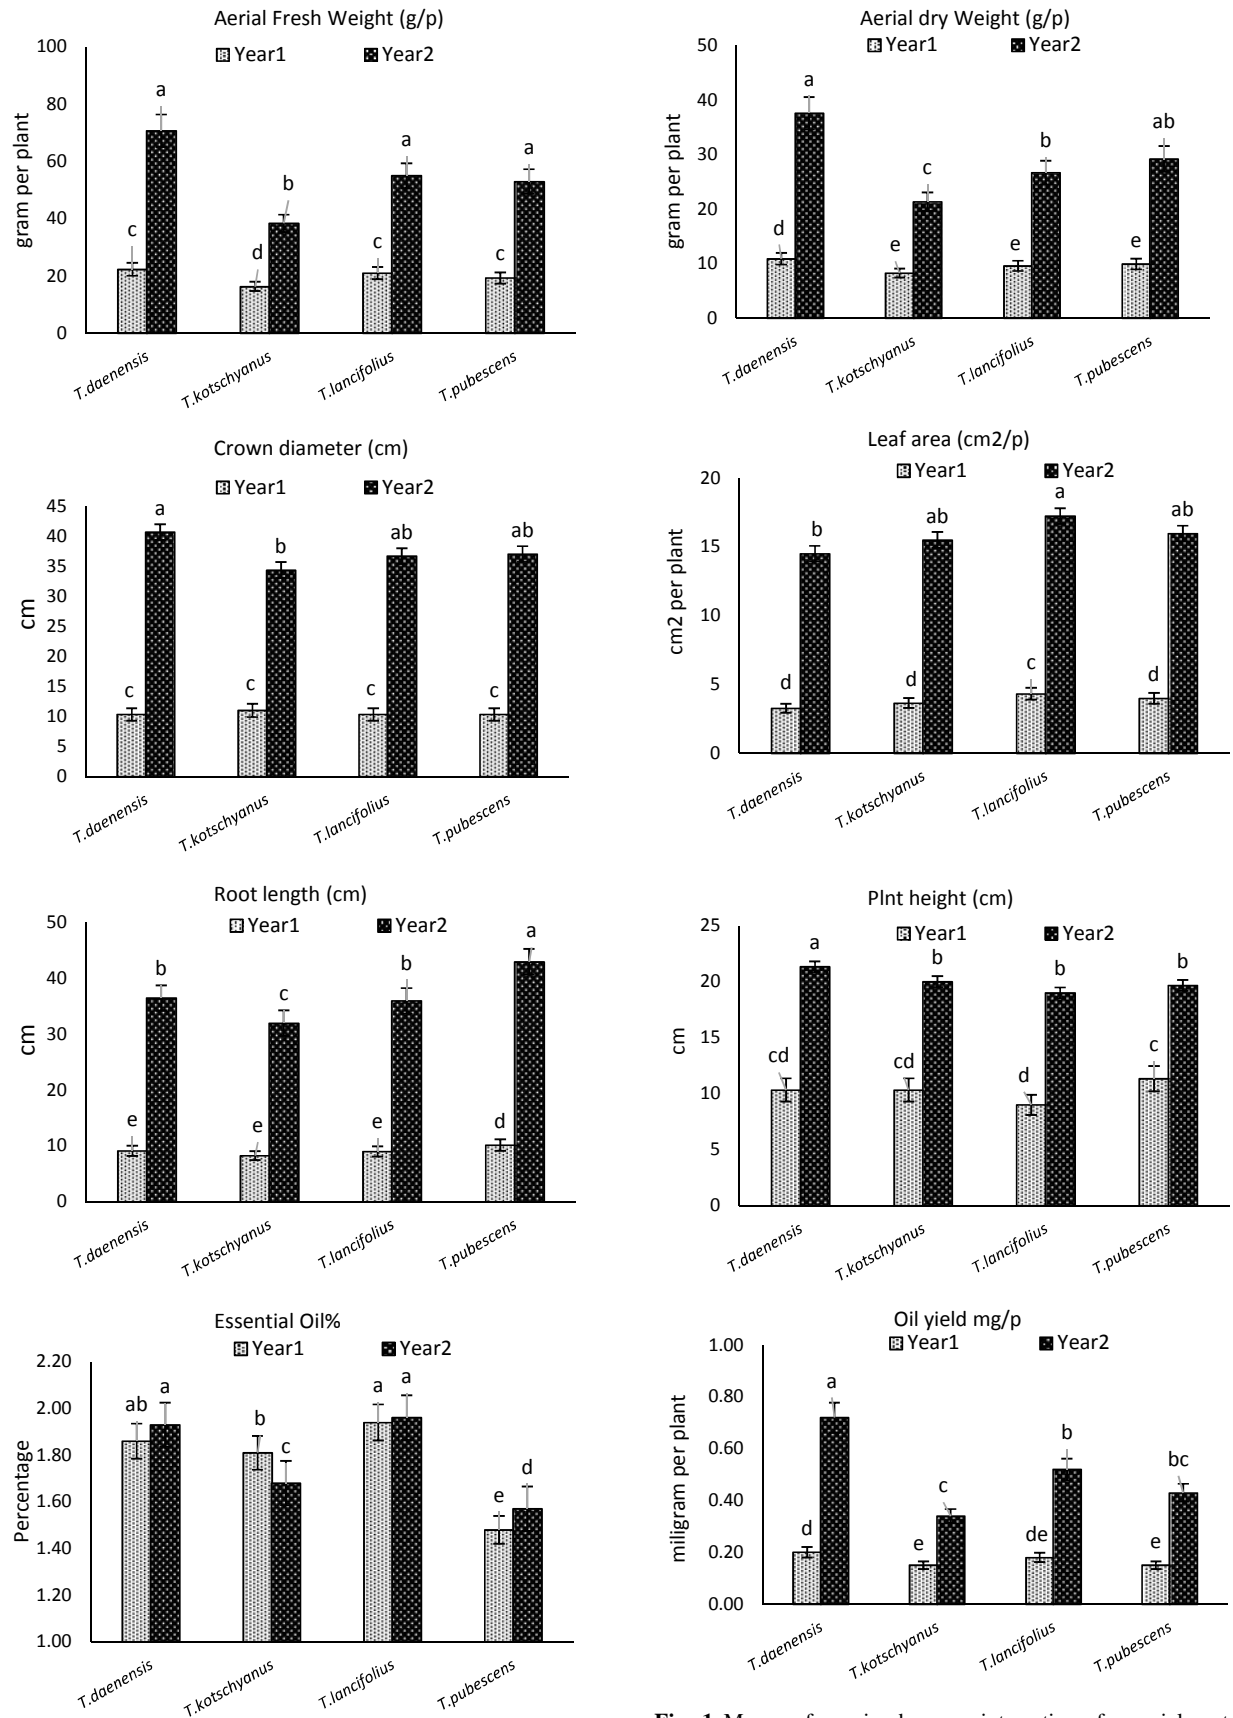 Aerial Fresh Weight (g/p)
Year1 Year2
gram per plant
100
80
60
40
20
0
a
a
a
b
c
d
c
c
T.daenensis
T.kotschyanus
T.lancifolius
T.pubescens
Aerial dry Weight (g/p)
Year1 Year2
gram per plant
50
40
30
20
10
0
a
ab
b
c
d
e
e
e
T.daenensis
T.kotschyanus
T.lancifolius
T.pubescens
Crown diameter (cm)
Year1 Year2
cm
45
40
35
30
25
20
15
10
5
0
a
b
ab
ab
c
c
c
c
T.daenensis
T.kotschyanus
T.lancifolius
T.pubescens
Leaf area (cm2/p)
Year1 Year2
cm2 per plant
20
15
10
5
0
b
ab
a
ab
d
d
c
d
T.daenensis
T.kotschyanus
T.lancifolius
T.pubescens
Root length (cm)
Year1 Year2
cm
50
40
30
20
10
0
b
c
b
a
e
e
e
d
T.daenensis
T.kotschyanus
T.lancifolius
T.pubescens
Plnt height (cm)
Year1 Year2
cm
25
20
15
10
5
0
a
b
b
b
cd
cd
d
c
T.daenensis
T.kotschyanus
T.lancifolius
T.pubescens
Essential Oil%
Year1 Year2
Percentage
2.20
2.00
1.80
1.60
1.40
1.20
1.00
ab
a
b
c
a
a
e
d
T.daenensis
T.kotschyanus
T.lancifolius
T.pubescens
Oil yield mg/p
Year1 Year2
miligram per plant
1.00
0.80
0.60
0.40
0.20
0.00
a
c
b
bc
d
e
de
e
T.daenensis
T.kotschyanus
T.lancifolius
T.pubescens